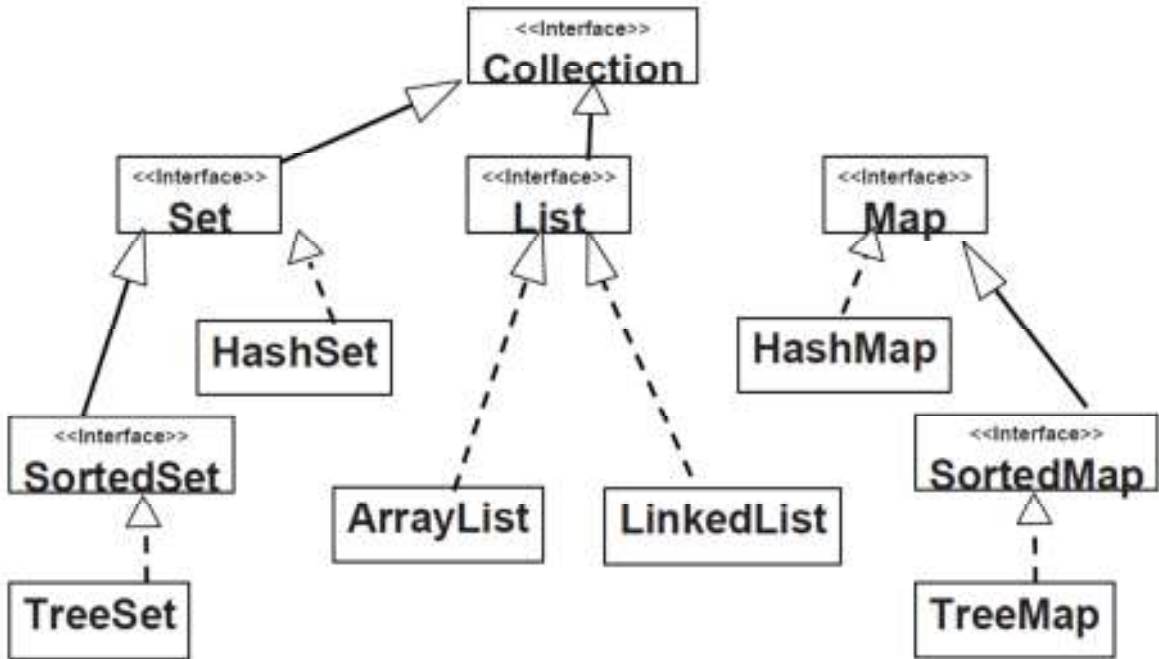 <<Interface>>
Collection
<<Interface>>
Set
<<Interface>>
List
<<Interface>>
Map
HashSet
HashMap
<<Interface>>
SortedSet
<<Interface>>
SortedMap
ArrayList
LinkedList
TreeSet
TreeMap